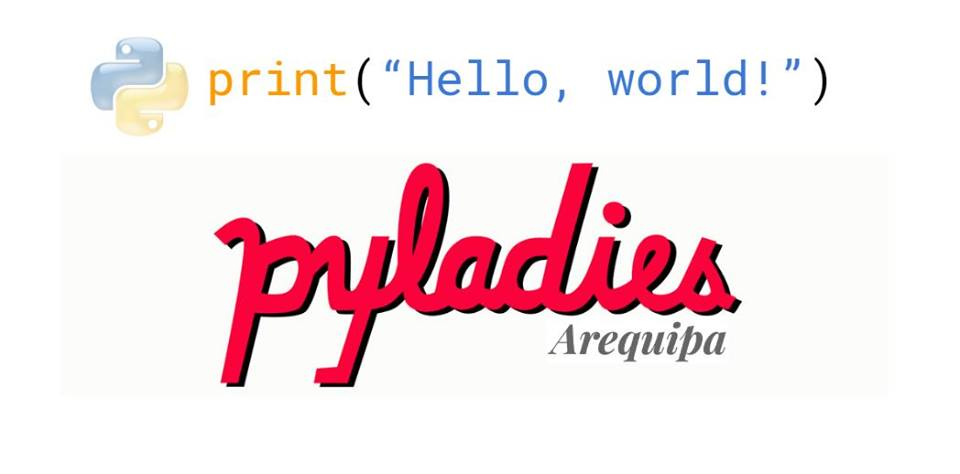 print(“Hello, world!”)
pyladies
Arequipa